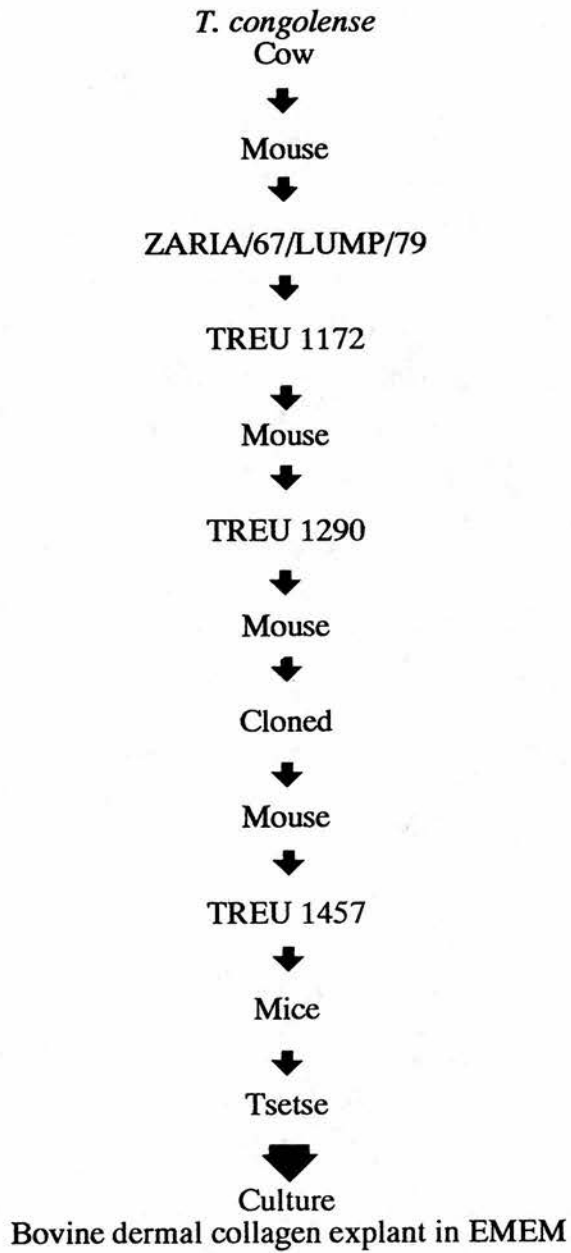 T. congolense
Cow
Mouse
ZARIA/67/LUMP/79
TREU 1172
Mouse
TREU 1290
Mouse
Cloned
Mouse
TREU 1457
Mice
Tsetse
Culture
Bovine dermal collagen explant in EMEM